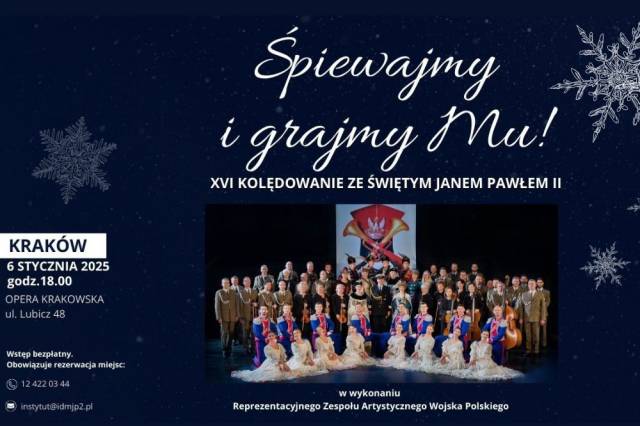 Śpiewajmy
i grajmy Mu!
XVI KOLĘDOWANIE ZE ŚWIĘTYM JANEM PAWŁEM II
KRAKÓW
6 STYCZNIA 2025
godz.18.00
OPERA KRAKOWSKA
ul. Lubicz 48
Wstęp bezpłatny.
Obowiązuje rezerwacja miejsc:
12 422 03 44
instytut@idmjp2.pl
w wykonaniu
Reprezentacyjnego Zespołu Artystycznego Wojska Polskiego